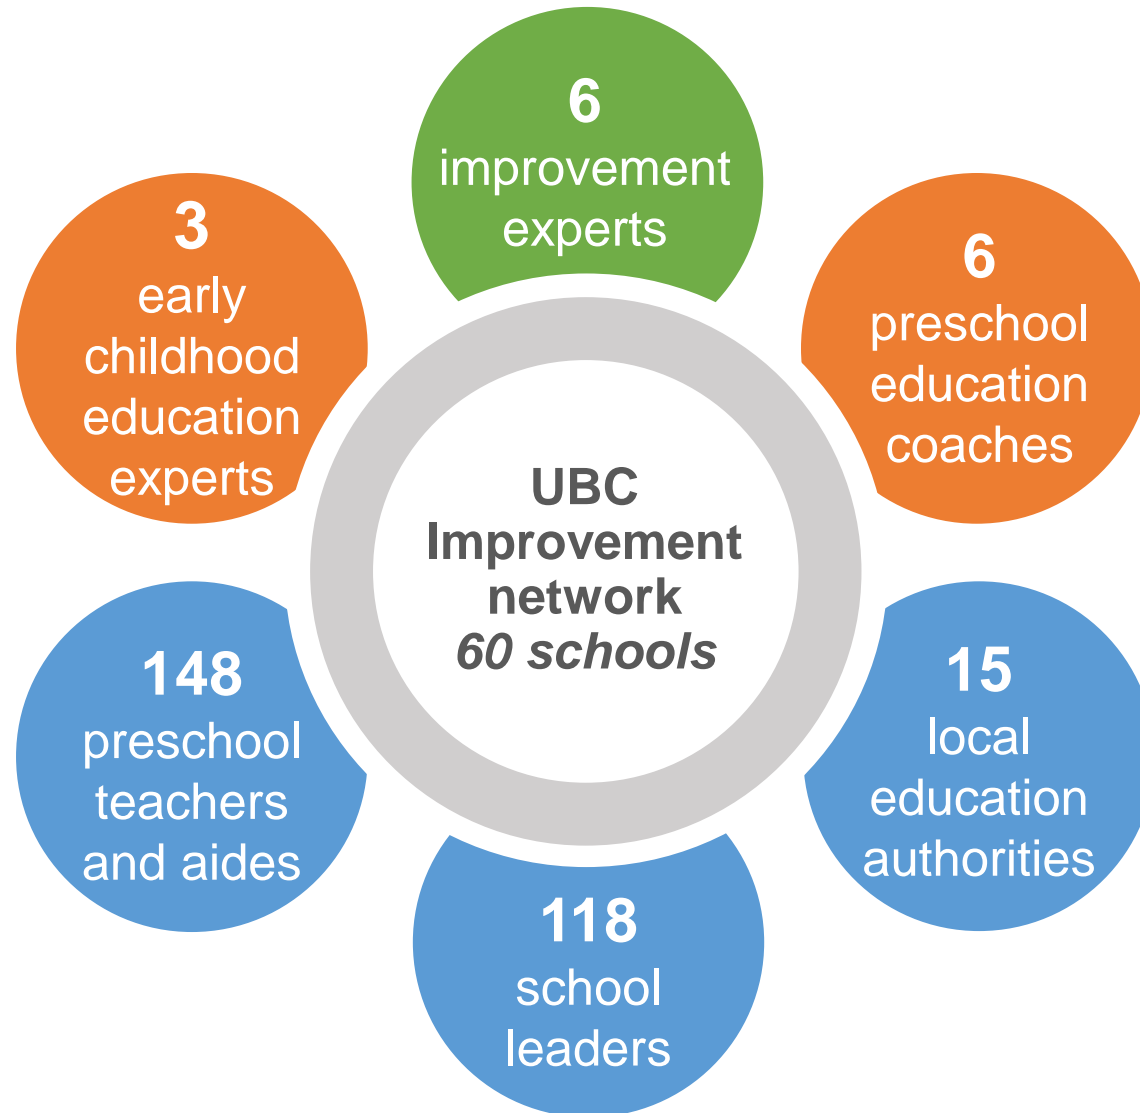 6
improvement
experts
3
early
childhood
education
experts
6
preschool
education
coaches
UBC
Improvement
network
60 schools
148
preschool
teachers
and aides
15
local
education
authorities
118
school
leaders